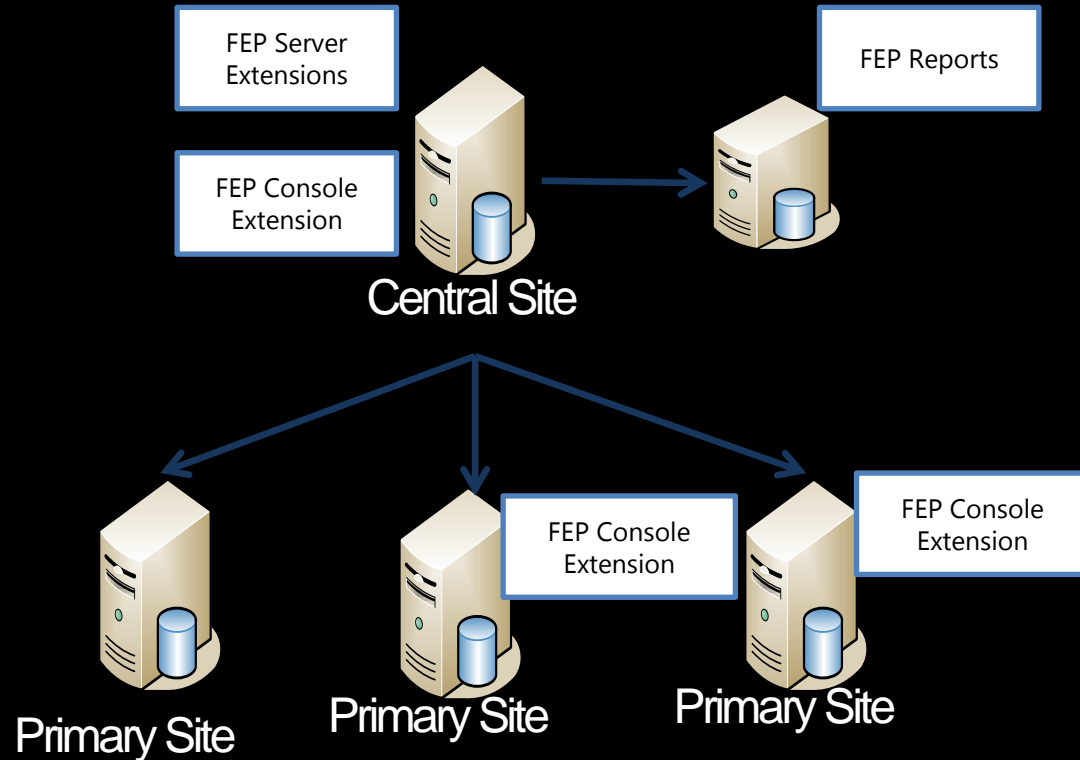 FEP Server
Extensions
FEP Reports
FEP Console
Extension
Central Site
FEP Console
Extension
FEP Console
Extension
Primary Site
Primary Site
Primary Site